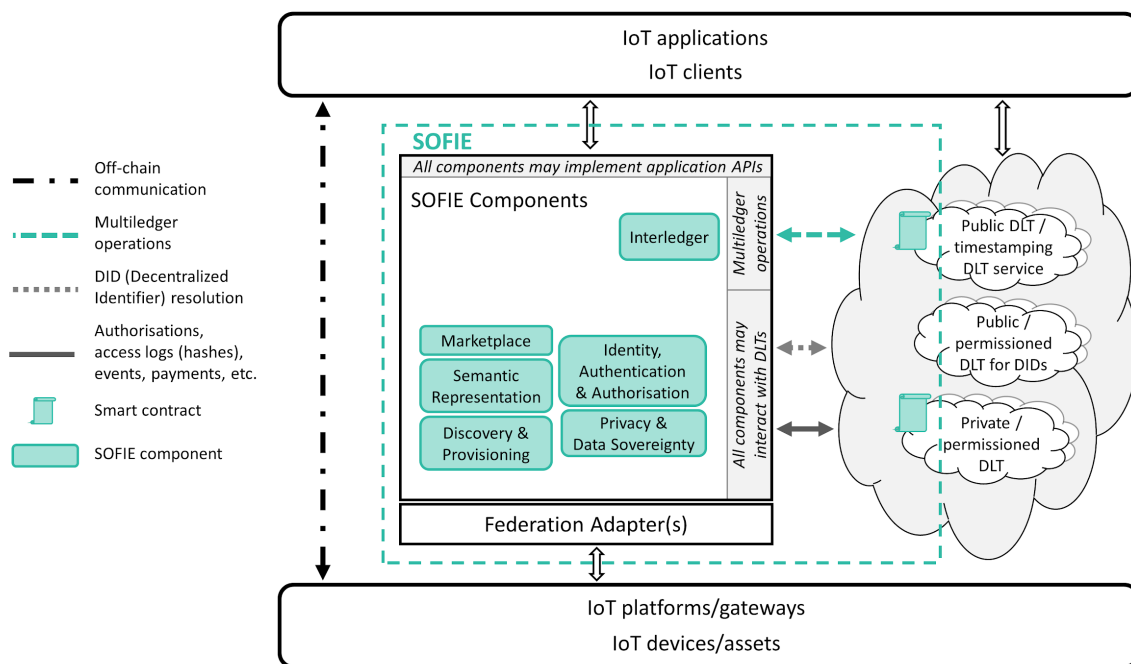 IoT applications
IoT clients
Off-chain
communication
Multiledger
operations
DID (Decentralized
Identifier) resolution
Authorisations,
access logs (hashes),
events, payments, etc.
Smart contract
SOFIE component
SOFIE
All components may implement application APIs
SOFIE Components
Interledger
Multiledger
operations
Marketplace
Semantic
Representation
Discovery &
Provisioning
Identity,
Authentication
& Authorisation
Privacy &
Data Sovereignty
All components may
interact with DLTs
Federation Adapter(s)
Public DLT /
timestamping
DLT service
Public /
permissioned
DLT for DIDs
Private /
permissioned
DLT
IoT platforms/gateways
IoT devices/assets